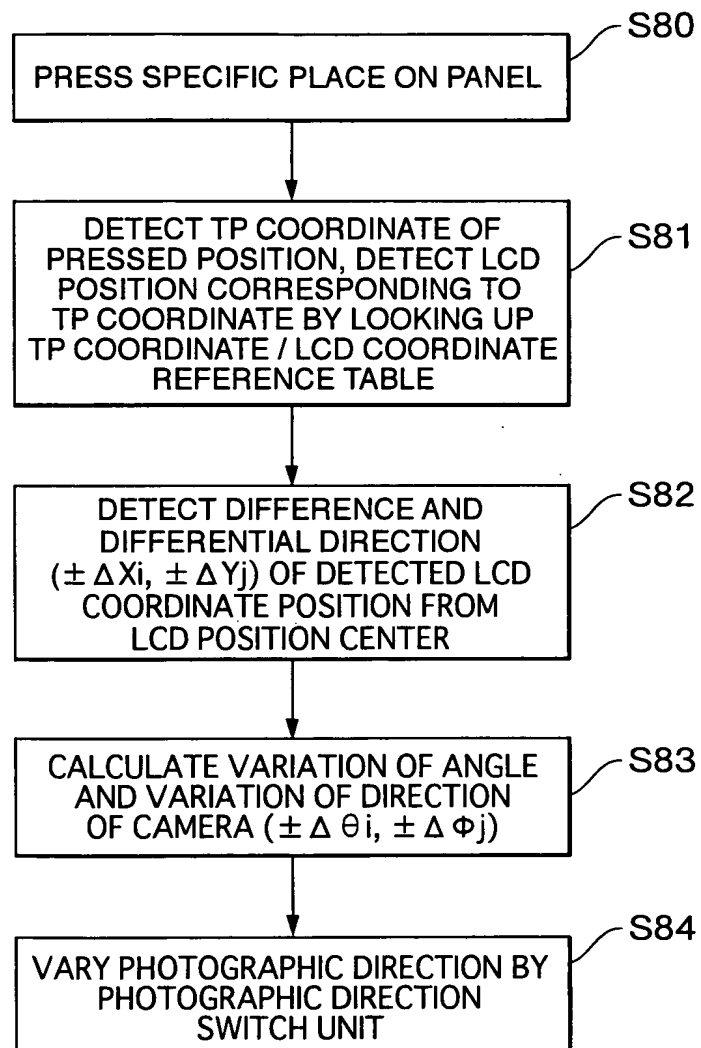 S80
PRESS SPECIFIC PLACE ON PANEL
S81
DETECT TP COORDINATE OF
PRESSED POSITION, DETECT LCD
POSITION CORRESPONDING TO
TP COORDINATE BY LOOKING UP
TP COORDINATE / LCD COORDINATE
REFERENCE TABLE
S82
DETECT DIFFERENCE AND
DIFFERENTIAL DIRECTION
(± ΔXi, ± ΔYj) OF DETECTED LCD
COORDINATE POSITION FROM
LCD POSITION CENTER
S83
CALCULATE VARIATION OF ANGLE
AND VARIATION OF DIRECTION
OF CAMERA (± Δ θi, ± Δ Φj)
S84
VARY PHOTOGRAPHIC DIRECTION BY
PHOTOGRAPHIC DIRECTION
SWITCH UNIT